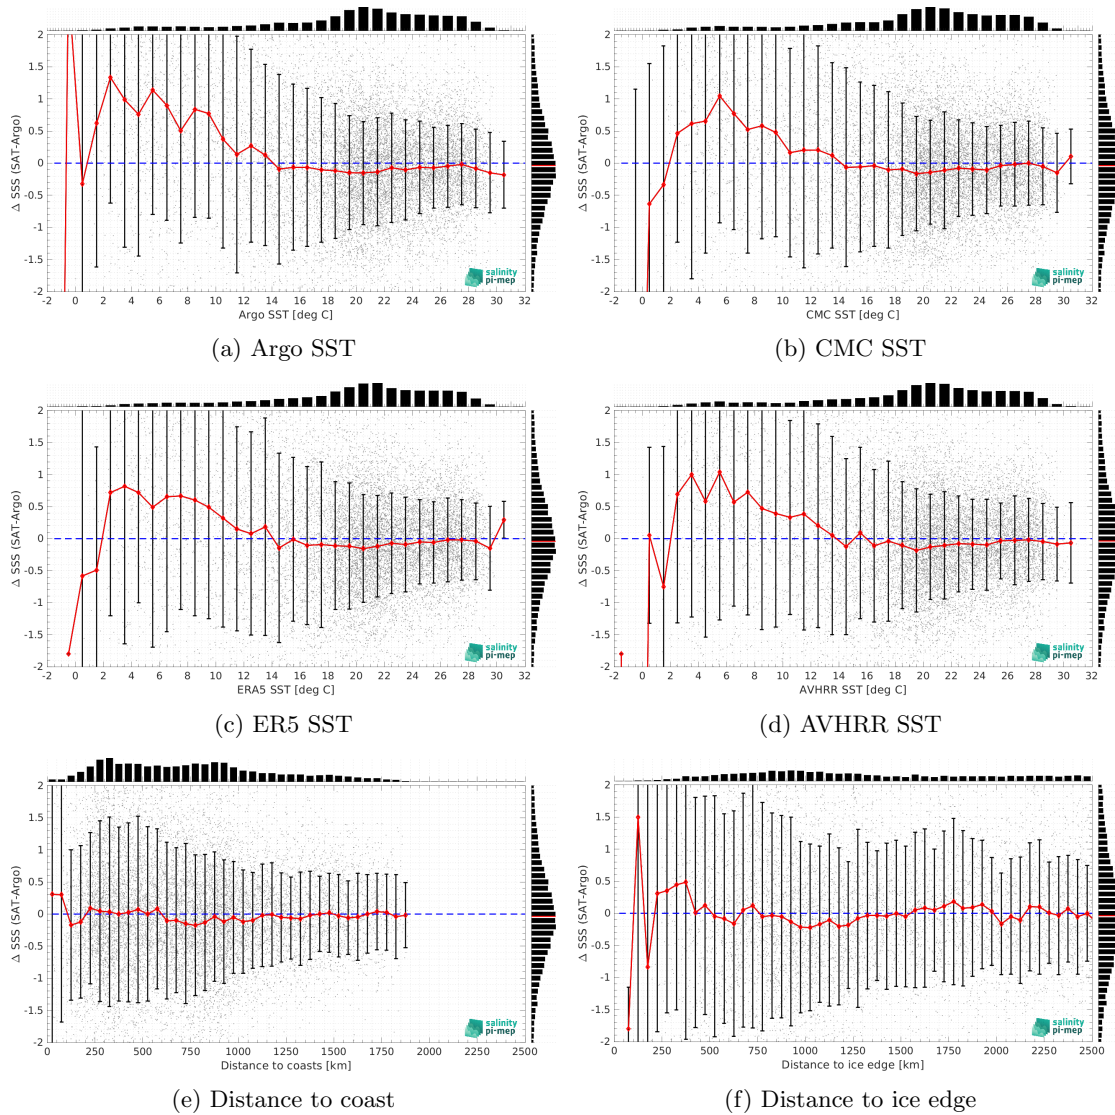 2
1.5
1
0.5
0
-0.5
-1
-1.5
-2
Δ SSS (SAT-Argo)
salinity
pi-mep
-2 0 2 4 6 8 10 12 14 16 18 20 22 24 26 28 30 32
Argo SST [deg C]
(a) Argo SST
2
1.5
1
0.5
0
-0.5
-1
-1.5
-2
Δ SSS (SAT-Argo)
salinity
pi-mep
-2 0 2 4 6 8 10 12 14 16 18 20 22 24 26 28 30 32
CMC SST [deg C]
(b) CMC SST
2
1.5
1
0.5
0
-0.5
-1
-1.5
-2
Δ SSS (SAT-Argo)
salinity
pi-mep
-2 0 2 4 6 8 10 12 14 16 18 20 22 24 26 28 30 32
ERA5 SST [deg C]
(c) ER5 SST
2
1.5
1
0.5
0
-0.5
-1
-1.5
-2
Δ SSS (SAT-Argo)
salinity
pi-mep
-2 0 2 4 6 8 10 12 14 16 18 20 22 24 26 28 30 32
AVHRR SST [deg C]
(d) AVHRR SST
2
1.5
1
0.5
0
-0.5
-1
-1.5
-2
Δ SSS (SAT-Argo)
salinity
pi-mep
0 250 500 750 1000 1250 1500 1750 2000 2250 2500
Distance to coasts [km]
(e) Distance to coast
2
1.5
1
0.5
0
-0.5
-1
-1.5
-2
Δ SSS (SAT-Argo)
salinity
pi-mep
0 250 500 750 1000 1250 1500 1750 2000 2250 2500
Distance to ice edge [km]
(f) Distance to ice edge